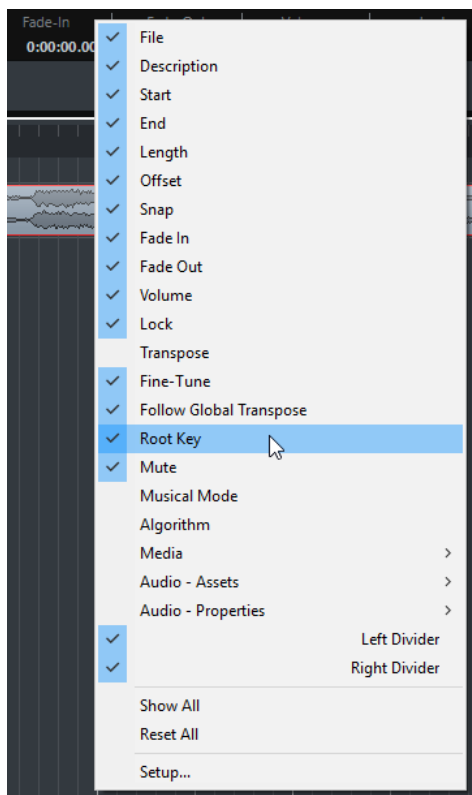 Fade-In
0:00:00.00
File
Description
Start
End
Length
Offset
Snap
Fade In
Fade Out
Volume
Lock
Transpose
Fine-Tune
Follow Global Transpose
Root Key
Mute
Musical Mode
Algorithm
Media
Audio - Assets
Audio - Properties
Left Divider
Right Divider
Show All
Reset All
Setup...